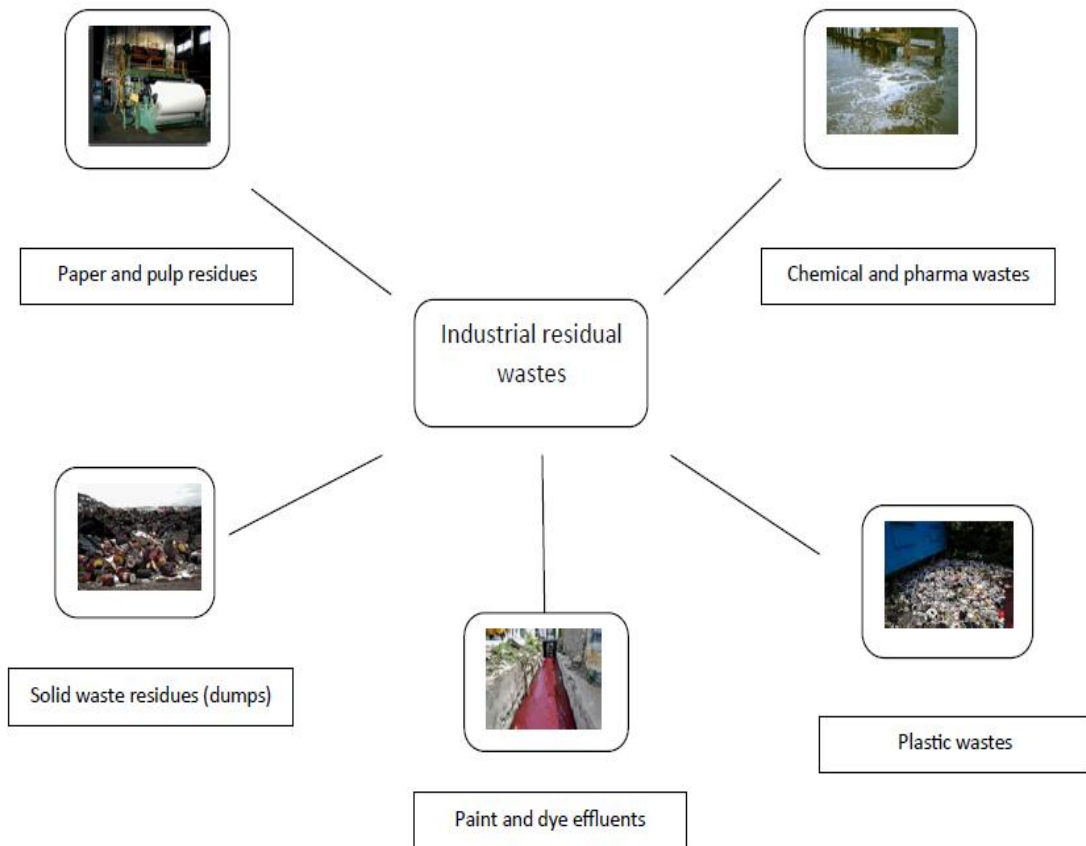 Paper and pulp residues
Chemical and pharma wastes
Industrial residual
wastes
Solid waste residues (dumps)
Plastic wastes
Paint and dye effluents